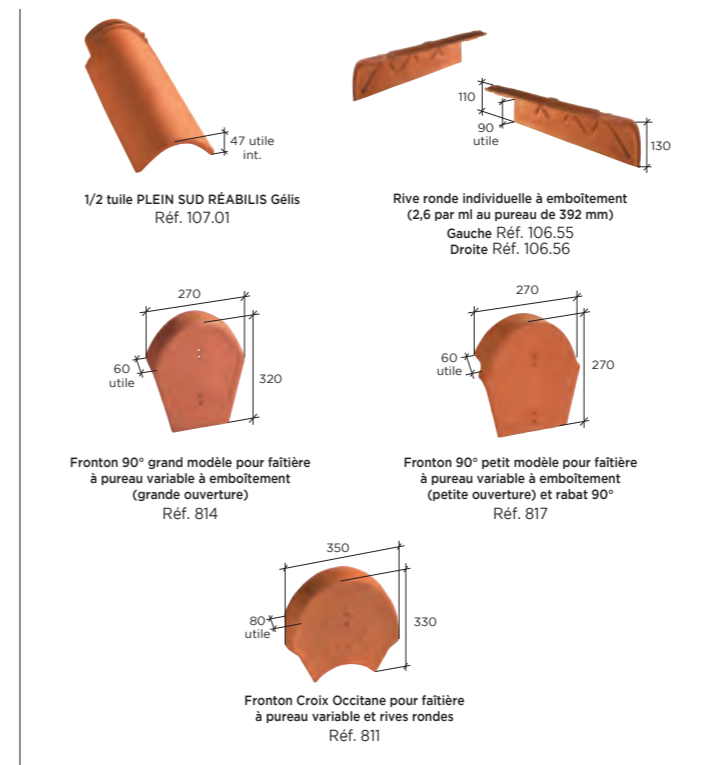 47 utile
int.
1/2 tuile PLEIN SUD RÉABILIS Gélis
Réf. 107.01
110
90
utile
130
Rive ronde individuelle à emboîtement
(2,6 par ml au pureau de 392 mm)
Gauche Réf. 106.55
Droite Réf. 106.56
270
60
utile
320
Fronton 90° grand modèle pour faîtière
à pureau variable à emboîtement
(grande ouverture)
Réf. 814
270
60
utile
270
Fronton 90° petit modèle pour faîtière
à pureau variable à emboîtement
(petite ouverture) et rabat 90°
Réf. 817
350
80
utile
330
Fronton Croix Occitane pour faîtière
à pureau variable et rives rondes
Réf. 811